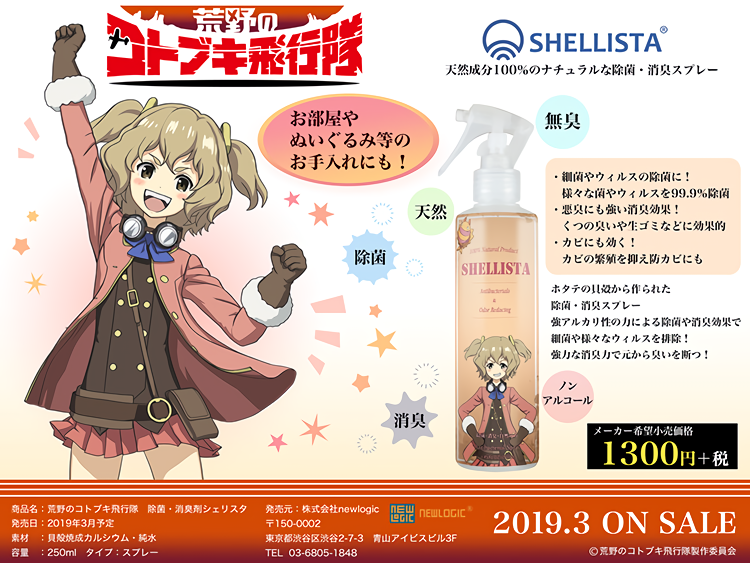 荒野の
コトブキ飛行隊
SHELLISTA®
天然成分100%のナチュラルな除菌・消臭スプレー
お部屋や
ぬいぐるみ等の
お手入れにも！
無臭
天然
除菌
消臭
ノン
アルコール
100% Natural Product
SHELLISTA
Antibacterials
&
Odor Reducing
・細菌やウィルスの除菌に！
様々な菌やウィルスを99.9%除菌
・悪臭にも強い消臭効果！
くつの臭いや生ゴミなどに効果的
・カビにも効く！
カビの繁殖を抑え防カビにも
ホタテの貝殻から作られた
除菌・消臭スプレー
強アルカリ性の力による除菌や消臭効果で
細菌や様々なウィルスを排除！
強力な消臭力で元から臭いを断つ！
メーカー希望小売価格
1300円+税
商品名：荒野のコトブキ飛行隊 除菌・消臭剤シェリスタ
発売日：2019年3月予定
素材 ：貝殻焼成カルシウム・純水
容量 ：250ml タイプ：スプレー
発売元：株式会社newlogic
NEW LOGIC NEWLOGIC®
〒150-0002
東京都渋谷区渋谷2-7-3 青山アイビスビル3F
TEL 03-6805-1848
2019.3 ON SALE
©荒野のコトブキ飛行隊製作委員会